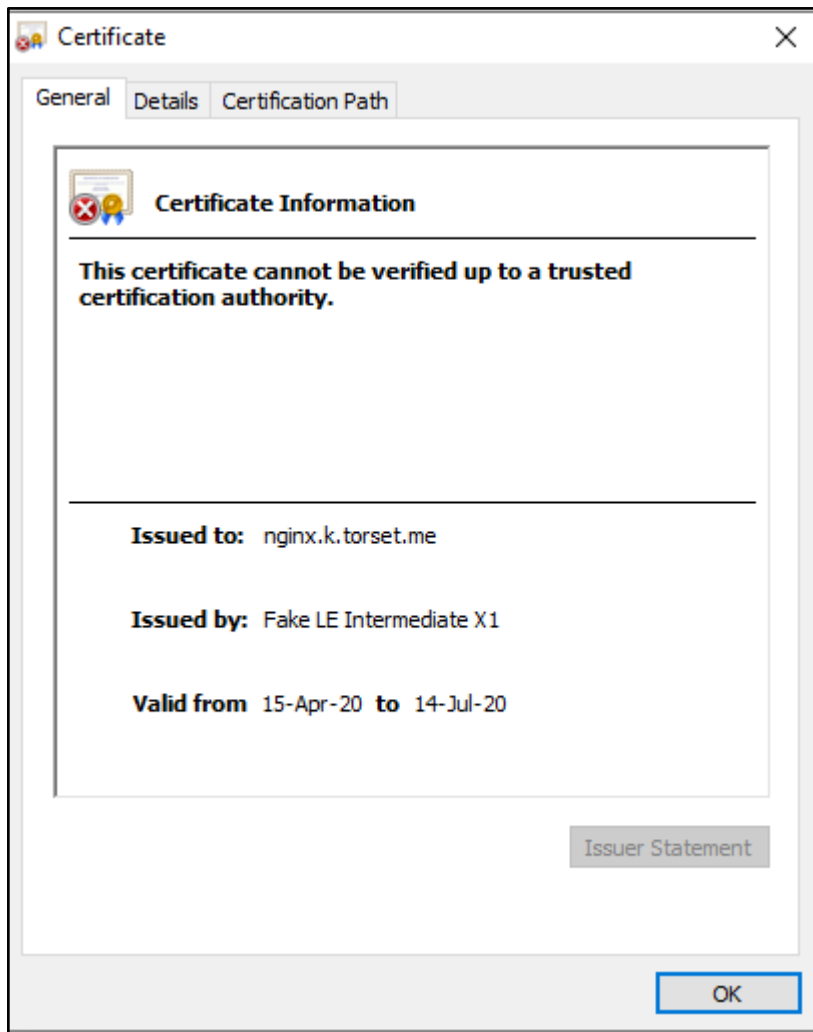 Certificate
General Details Certification Path
Certificate Information
This certificate cannot be verified up to a trusted
certification authority.
Issued to: nginx.k.torset.me
Issued by: Fake LE Intermediate X1
Valid from 15-Apr-20 to 14-Jul-20
Issuer Statement
OK